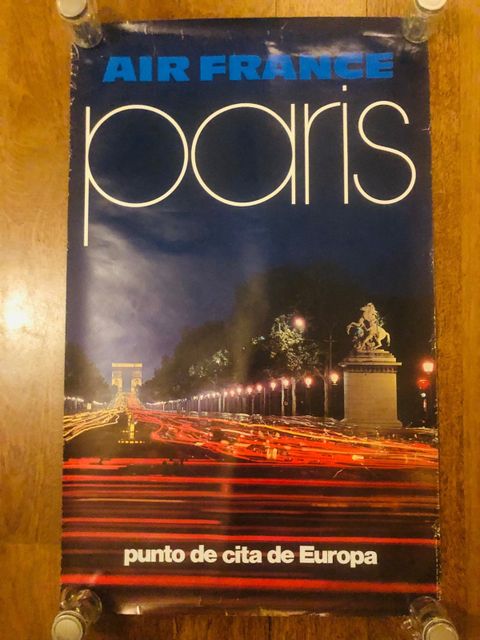 AIR FRANCE
paris
punto de cita de Europa